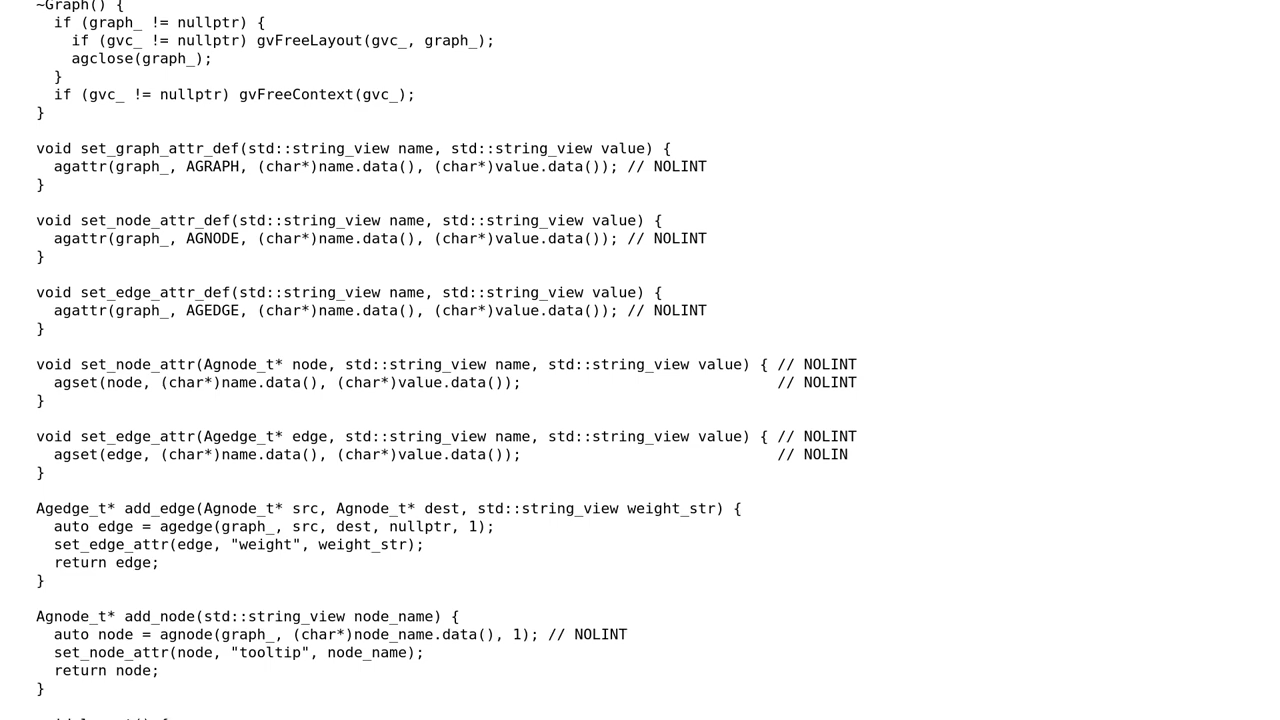 ~Graph() {
if (graph_ != nullptr) {
if (gvc_ != nullptr) gvFreeLayout(gvc_, graph_);
agclose(graph_);
}
if (gvc_ != nullptr) gvFreeContext(gvc_);
}
void set_graph_attr_def(std::string_view name, std::string_view value) {
agattr(graph_, AGRAPH, (char*)name.data(), (char*)value.data()); // NOLINT
}
void set_node_attr_def(std::string_view name, std::string_view value) {
agattr(graph_, AGNODE, (char*)name.data(), (char*)value.data()); // NOLINT
}
void set_edge_attr_def(std::string_view name, std::string_view value) {
agattr(graph_, AGEDGE, (char*)name.data(), (char*)value.data()); // NOLINT
}
void set_node_attr(Agnode_t* node, std::string_view name, std::string_view value) { // NOLINT
agset(node, (char*)name.data(), (char*)value.data()); // NOLINT
}
void set_edge_attr(Agedge_t* edge, std::string_view name, std::string_view value) { // NOLINT
agset(edge, (char*)name.data(), (char*)value.data()); // NOLIN
}
Agedge_t* add_edge(Agnode_t* src, Agnode_t* dest, std::string_view weight_str) {
auto edge = agedge(graph_, src, dest, nullptr, 1);
set_edge_attr(edge, "weight", weight_str);
return edge;
}
Agnode_t* add_node(std::string_view node_name) {
auto node = agnode(graph_, (char*)node_name.data(), 1); // NOLINT
set_node_attr(node, "tooltip", node_name);
return node;
}